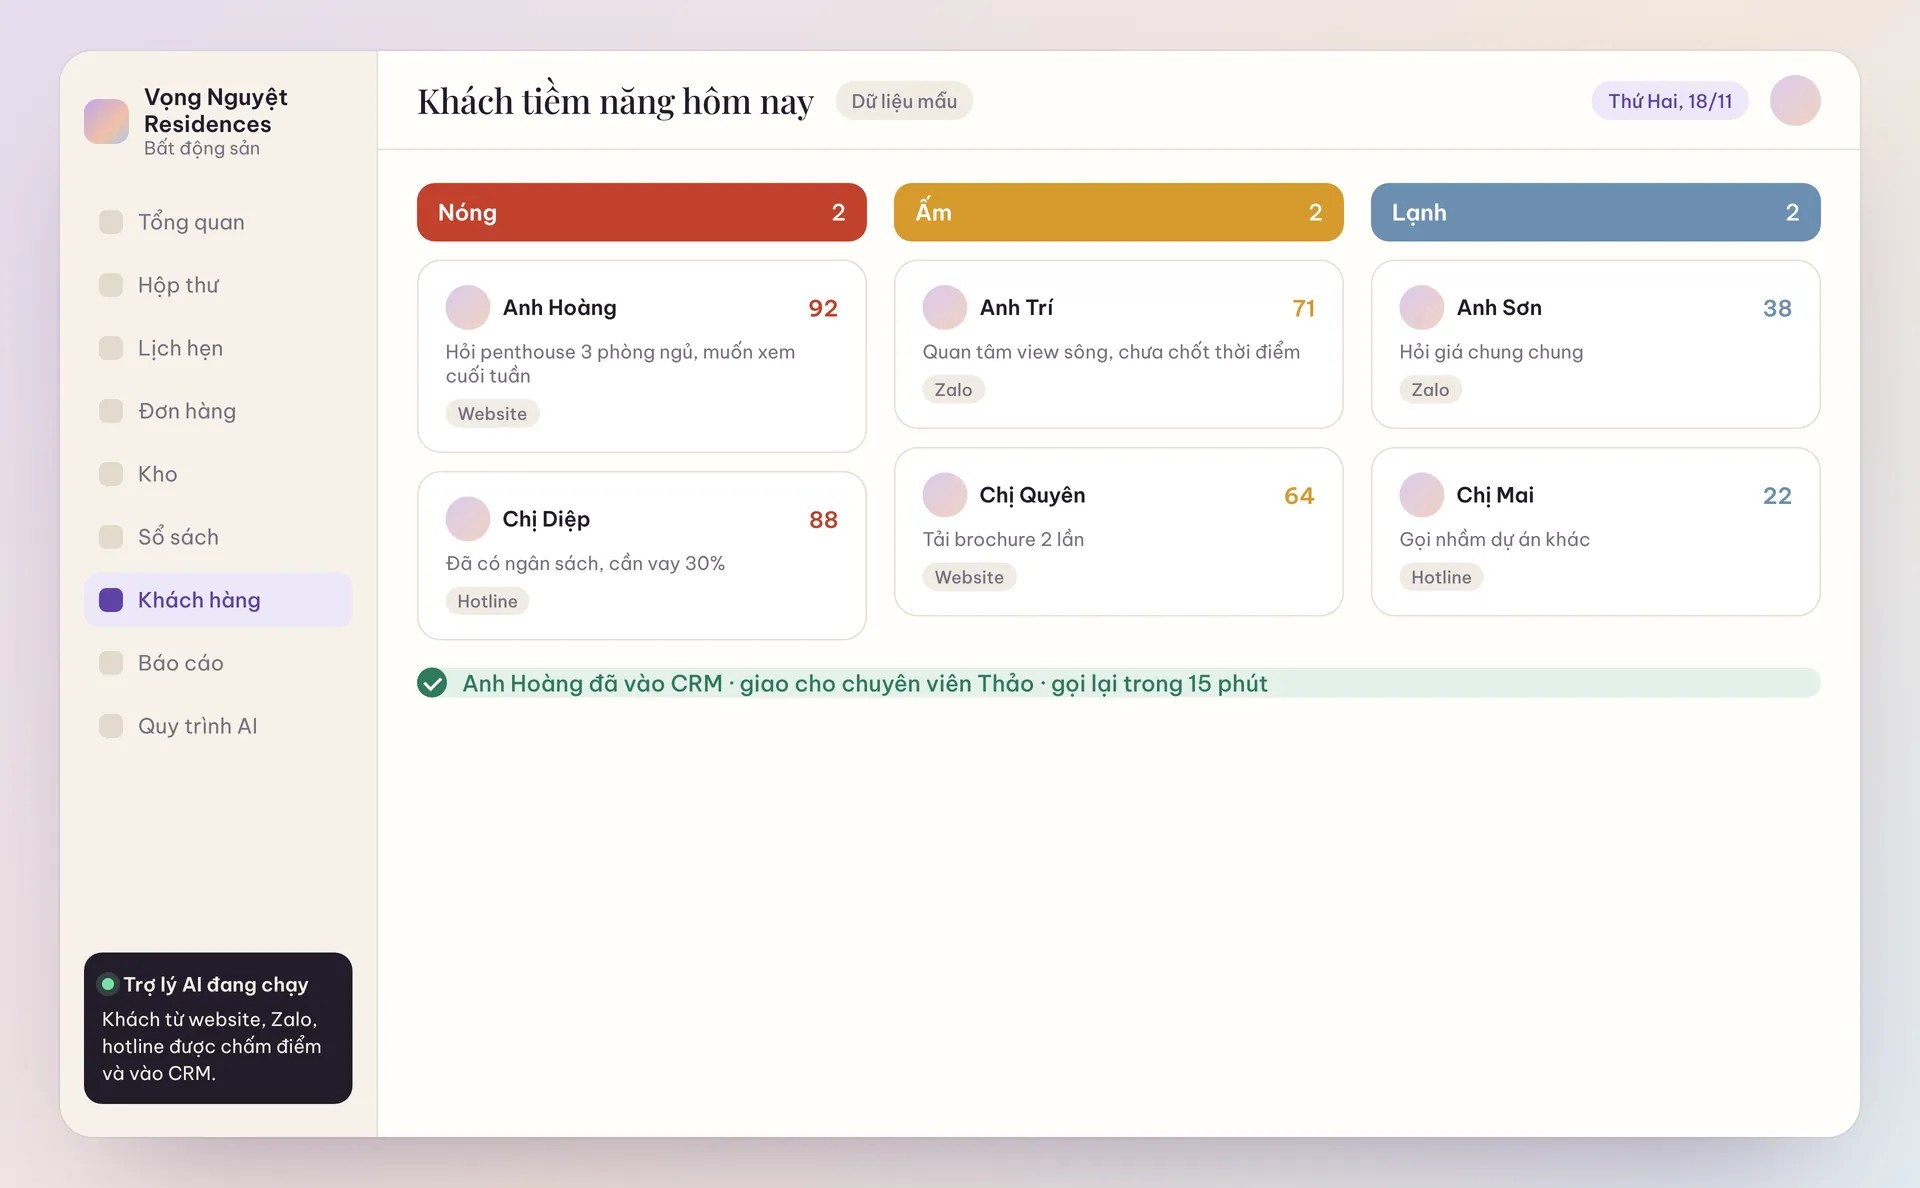 Vọng Nguyệt
Residences
Bất động sản
Tổng quan
Hộp thư
Lịch hẹn
Đơn hàng
Kho
Sổ sách
Khách hàng
Báo cáo
Quy trình AI
Trợ lý AI đang chạy
Khách từ website, Zalo,
hotline được chấm điểm
và vào CRM.
Khách tiềm năng hôm nay
Dữ liệu mẫu
Thứ Hai, 18/11
Nóng 2
Anh Hoàng 92
Hỏi penthouse 3 phòng ngủ, muốn xem
cuối tuần
Website
Chị Diệp 88
Đã có ngân sách, cần vay 30%
Hotline
Ấm 2
Anh Trí 71
Quan tâm view sông, chưa chốt thời điểm
Zalo
Chị Quyên 64
Tải brochure 2 lần
Website
Lạnh 2
Anh Sơn 38
Hỏi giá chung chung
Zalo
Chị Mai 22
Gọi nhầm dự án khác
Hotline
Anh Hoàng đã vào CRM · giao cho chuyên viên Thảo · gọi lại trong 15 phút